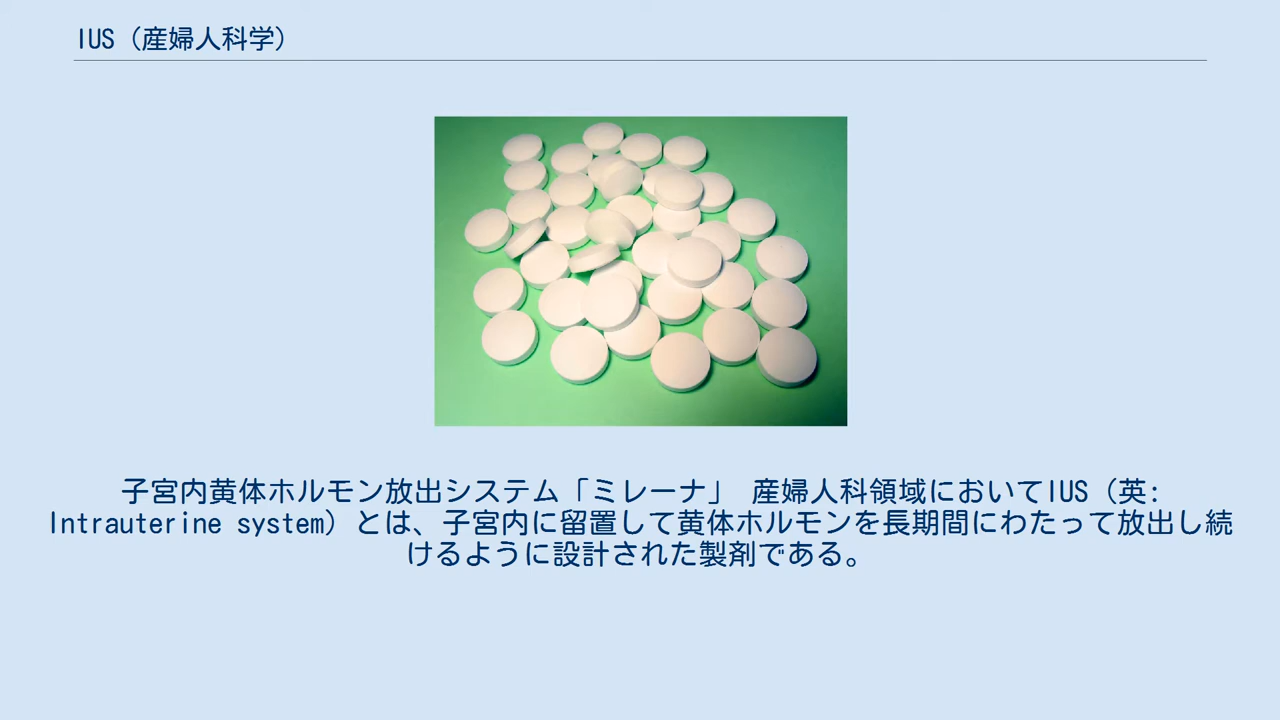 IUS（産婦人科学）
子宮内黄体ホルモン放出システム「ミレーナ」 産婦人科領域においてIUS（英:
Intrauterine system）とは、子宮内に留置して黄体ホルモンを長期間にわたって放出し続
けるように設計された製剤である。